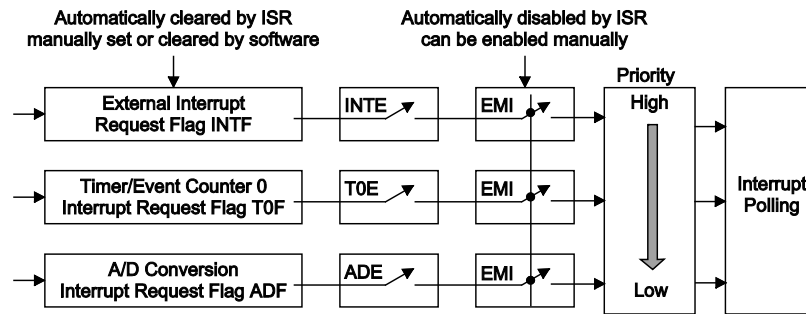 Automatically cleared by ISR
manually set or cleared by software
Automatically disabled by ISR
can be enabled manually
Priority
External Interrupt
Request Flag INTF
INTE
EMI
High
Timer/Event Counter 0
Interrupt Request Flag T0F
T0E
EMI
Interrupt
Polling
A/D Conversion
Interrupt Request Flag ADF
ADE
EMI
Low